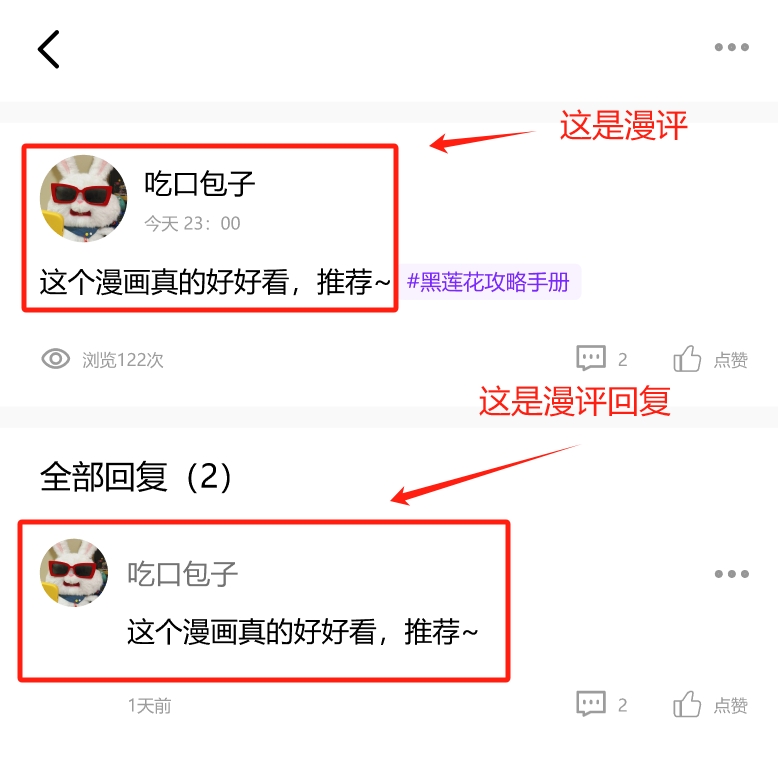 这是漫评
吃口包子
今天 23：00
这个漫画真的好好看，推荐~ #黑莲花攻略手册
浏览122次 2 点赞
这是漫评回复
全部回复（2）
吃口包子
这个漫画真的好好看，推荐~
1天前 2 点赞